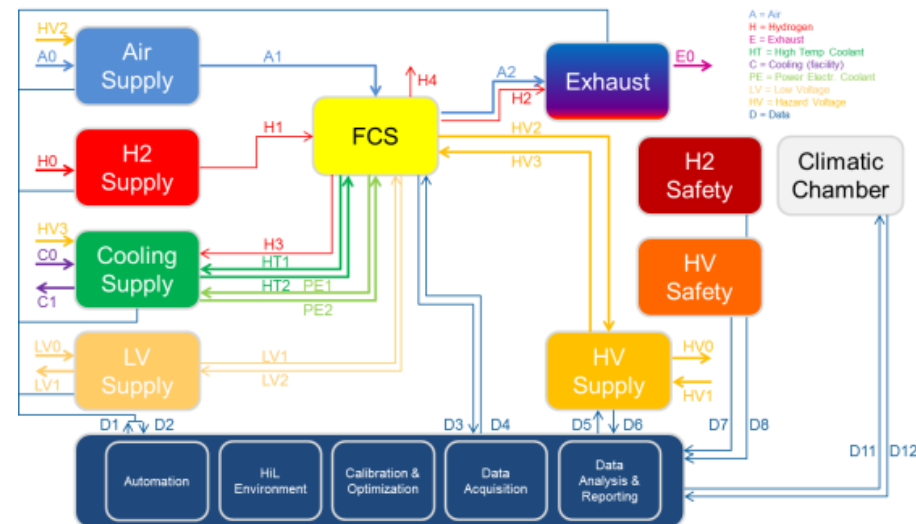 HV2
A0
Air
Supply
A1
H4
A2
H2
Exhaust
E0
A = Air
H = Hydrogen
E = Exhaust
HT = High Temp Coolant
C = Cooling (facility)
PE = Power Electr. Coolant
LV = Low Voltage
HV = Hazard Voltage
D = Data
H0
H2
Supply
H1
FCS
HV2
HV3
H2
Safety
Climatic
Chamber
HV3
C0
C1
Cooling
Supply
H3
HT1
HT2
PE1
PE2
HV
Safety
LV0
LV1
LV
Supply
LV1
LV2
HV
Supply
HV0
HV1
D1
D2
D3
D4
D5
D6
D7
D8
D11
D12
Automation
HiL
Environment
Calibration &
Optimization
Data
Acquisition
Data
Analysis &
Reporting